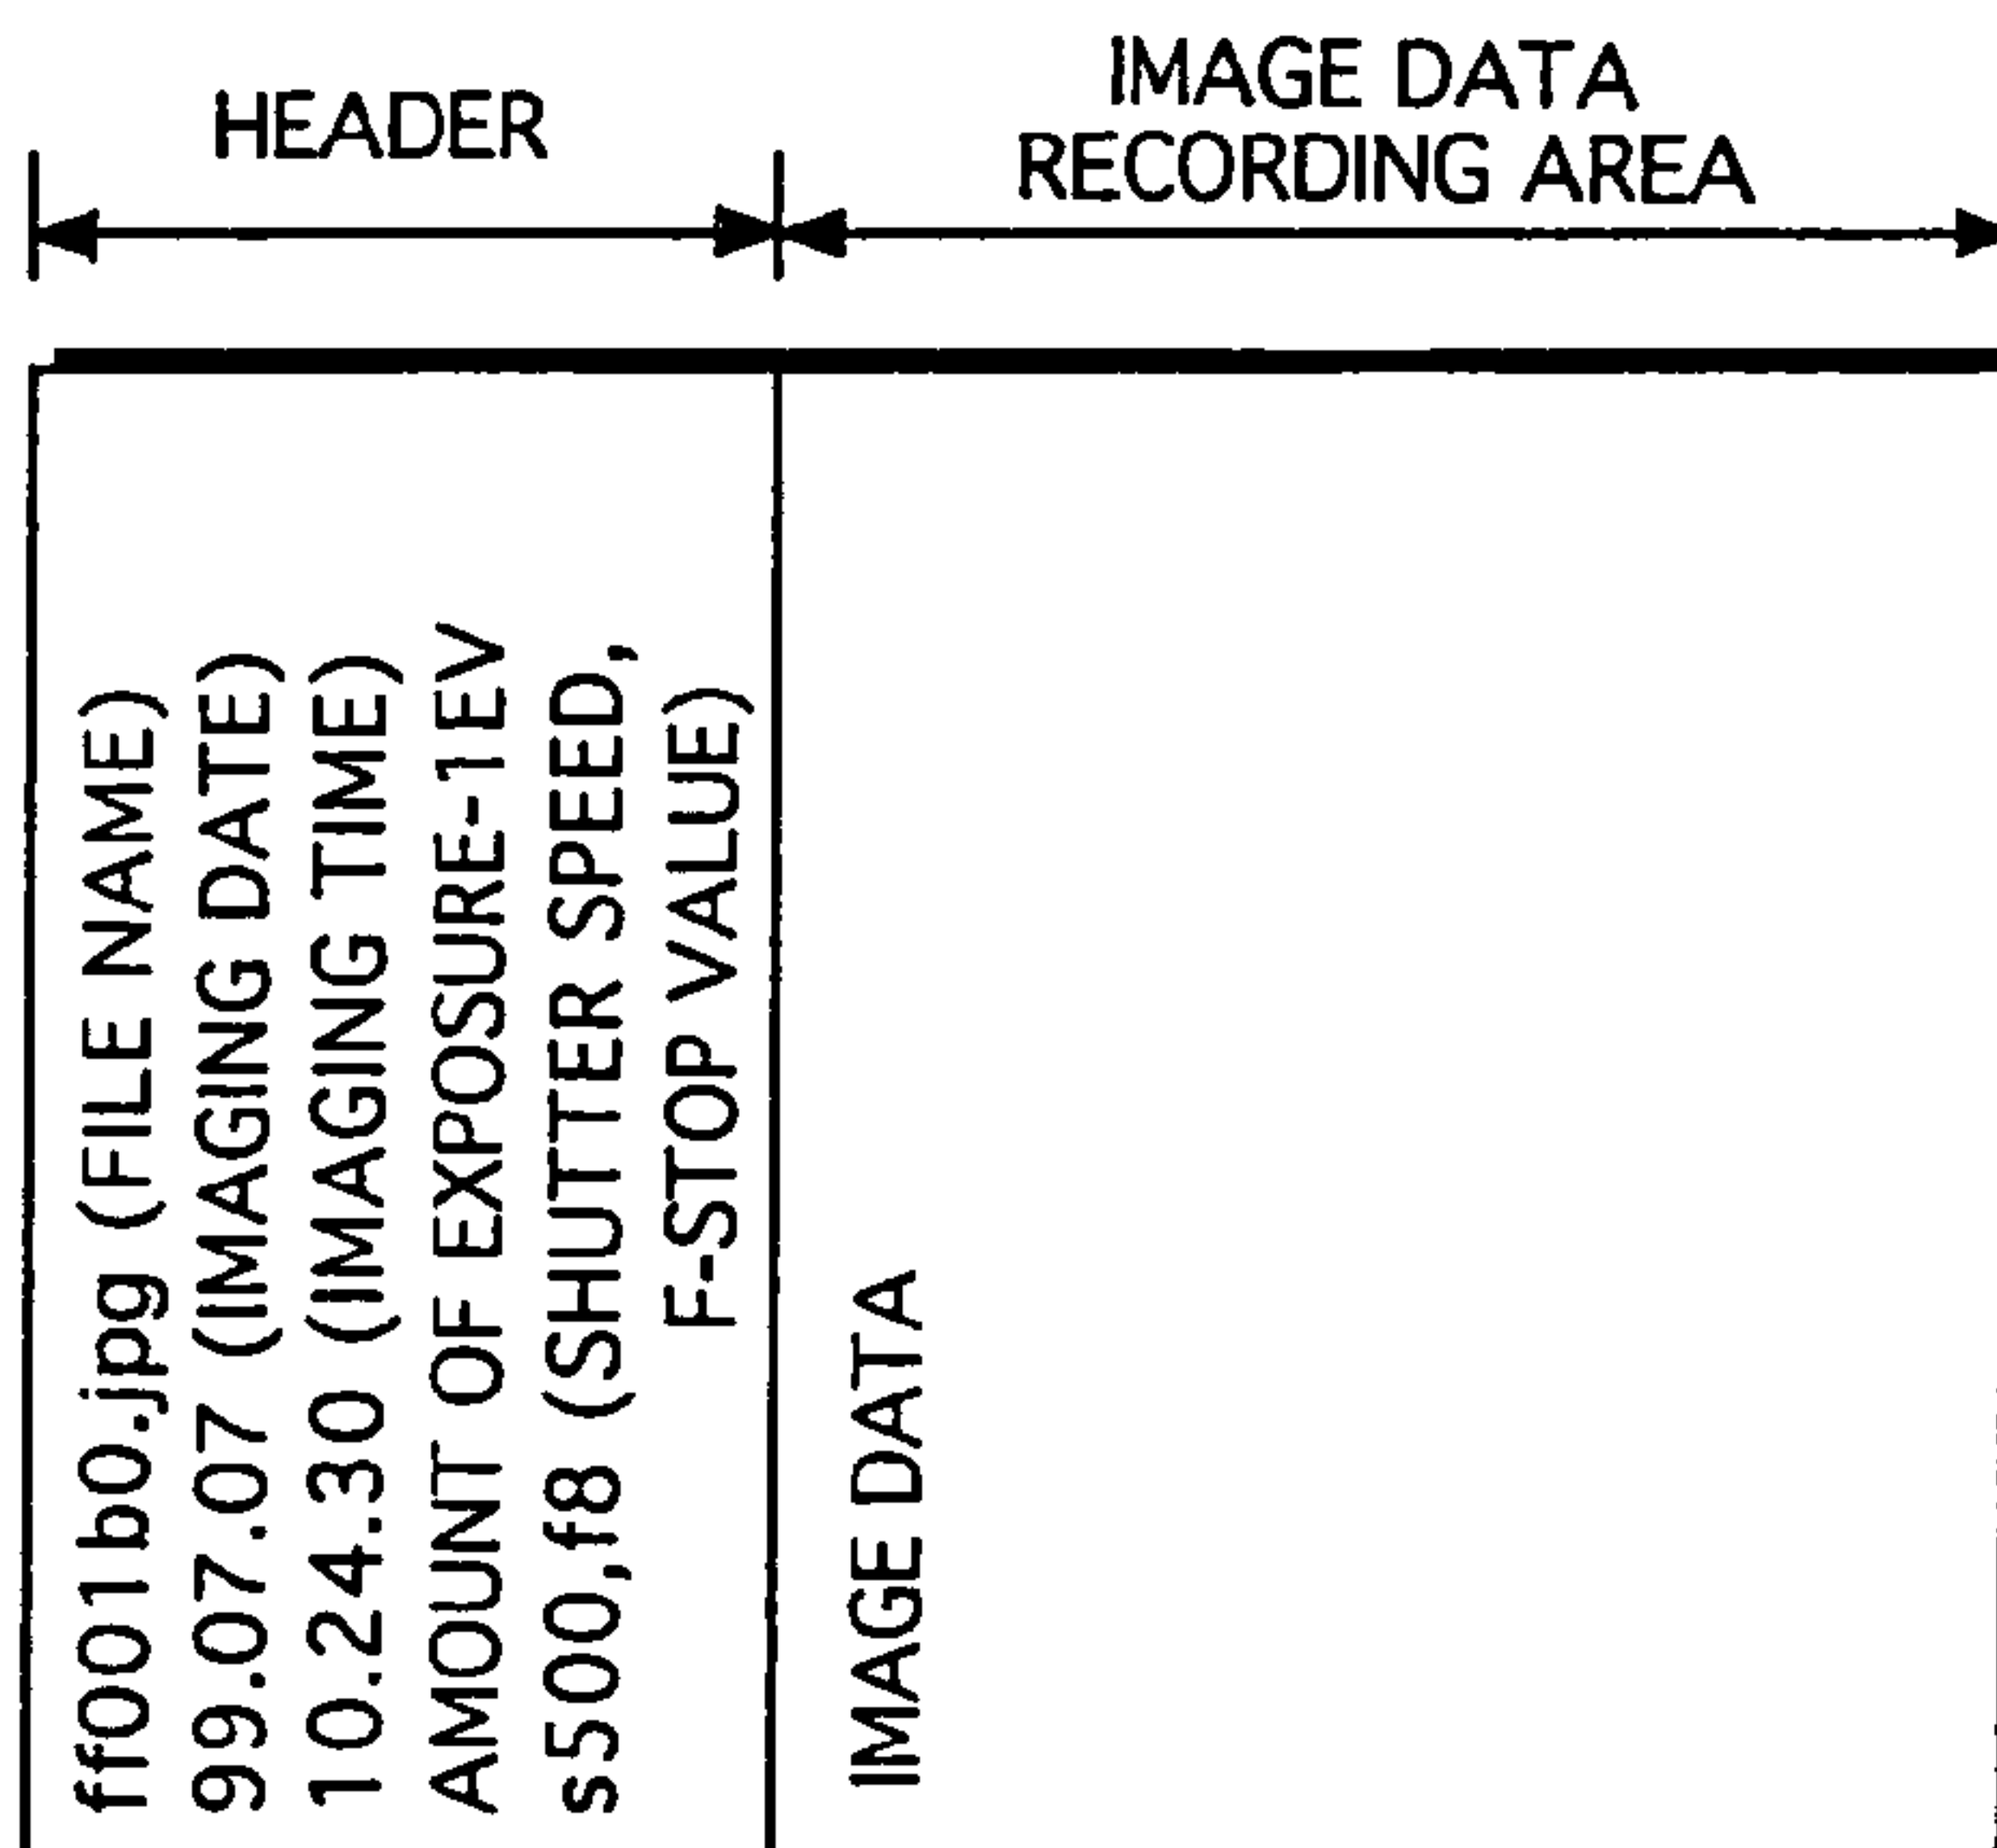 HEADER
IMAGE DATA
RECORDING AREA
ff001b0.jpg (FILE NAME)
99.07.07 (IMAGING DATE)
10.24.30 (IMAGING TIME)
AMOUNT OF EXPOSURE-1EV
s500,f8 (SHUTTER SPEED,
F-STOP VALUE)
IMAGE DATA